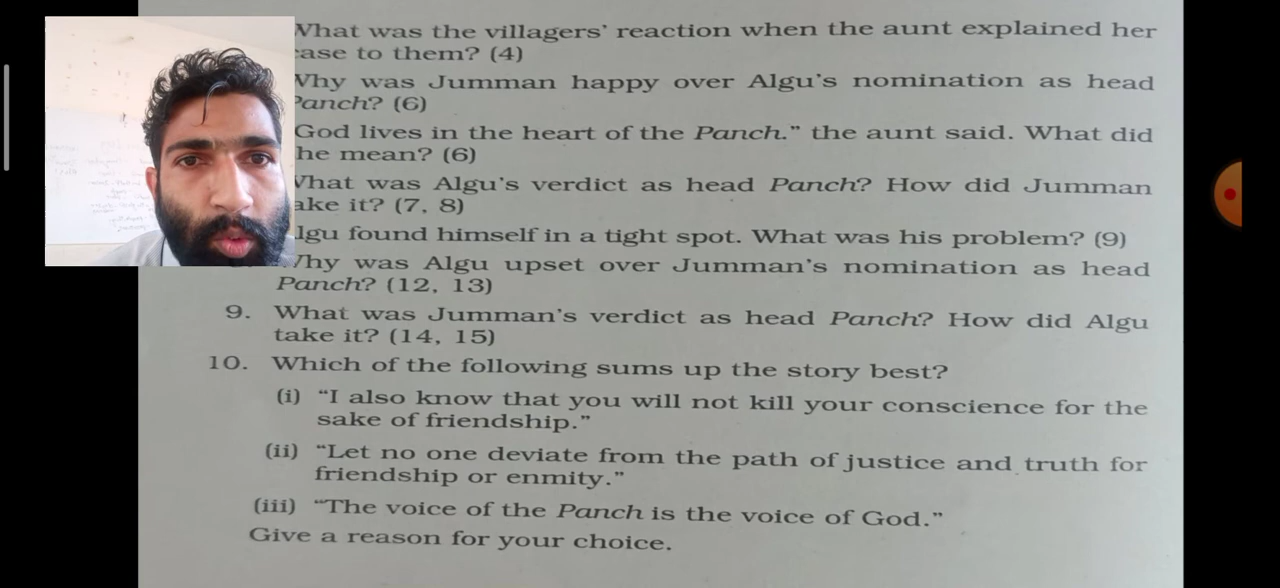 What was the villagers' reaction when the aunt explained her
case to them? (4)
Why was Jumman happy over Algu's nomination as head
Panch? (6)
God lives in the heart of the Panch." the aunt said. What did
he mean? (6)
What was Algu's verdict as head Panch? How did Jumman
take it? (7, 8)
lgu found himself in a tight spot. What was his problem? (9)
Why was Algu upset over Jumman's nomination as head
Panch? (12, 13)
9. What was Jumman's verdict as head Panch? How did Algu
take it? (14, 15)
10. Which of the following sums up the story best?
(i) “I also know that you will not kill your conscience for the
sake of friendship.”
(ii) “Let no one deviate from the path of justice and truth for
friendship or enmity.”
(iii) “The voice of the Panch is the voice of God.”
Give a reason for your choice.